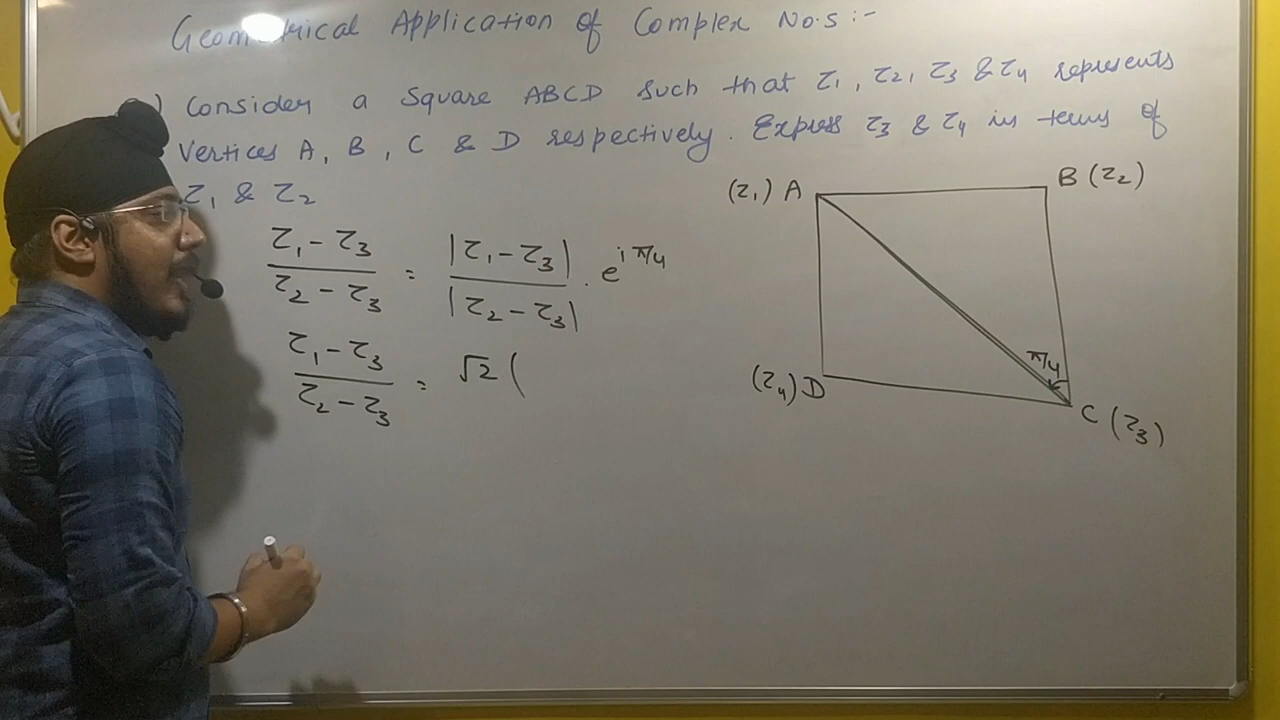 Geometrical Application of Complex No.s :-
) Consider a Square ABCD such that z1, z2, z3 & z4 represents
vertices A, B, C & D respectively. Express z3 & z4 in terms of
z1 & z2
(z1) A
B (z2)
(z4) D
C (z3)
π/4
(z1 - z3)/(z2 - z3) = |z1 - z3|/|z2 - z3| . e^(iπ/4)
(z1 - z3)/(z2 - z3) = √2 (